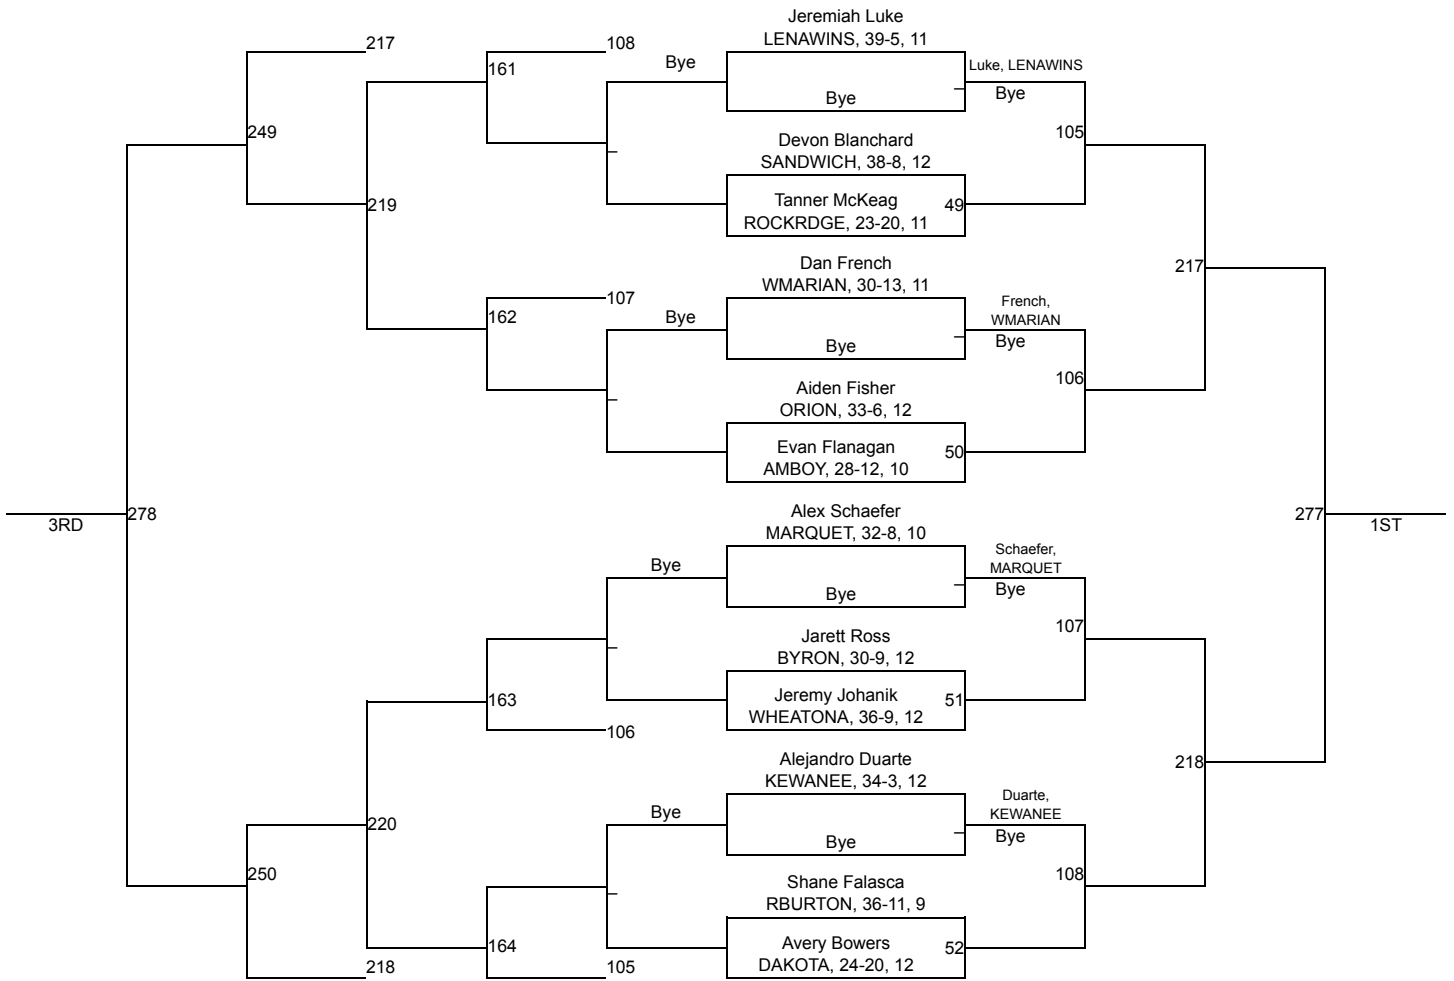 Jeremiah Luke
217
108
LENAWINS, 39-5, 11
161
Bye
Luke, LENAWINS
Bye
Bye
249
105
Devon Blanchard
SANDWICH, 38-8, 12
219
Tanner McKeag
49
ROCKRDGE, 23-20, 11
Dan French
217
WMARIAN, 30-13, 11
107
French,
162
Bye
WMARIAN
Bye
Bye
106
Aiden Fisher
ORION, 33-6, 12
Evan Flanagan
50
AMBOY, 28-12, 10
Alex Schaefer
278
277
3RD
1ST
MARQUET, 32-8, 10
Schaefer,
Bye
MARQUET
Bye
Bye
107
Jarett Ross
BYRON, 30-9, 12
163
Jeremy Johanik
51
WHEATONA, 36-9, 12
106
Alejandro Duarte
218
KEWANEE, 34-3, 12
Duarte,
220
Bye
KEWANEE
Bye
Bye
250
108
Shane Falasca
RBURTON, 36-11, 9
164
Avery Bowers
52
218
105
DAKOTA, 24-20, 12